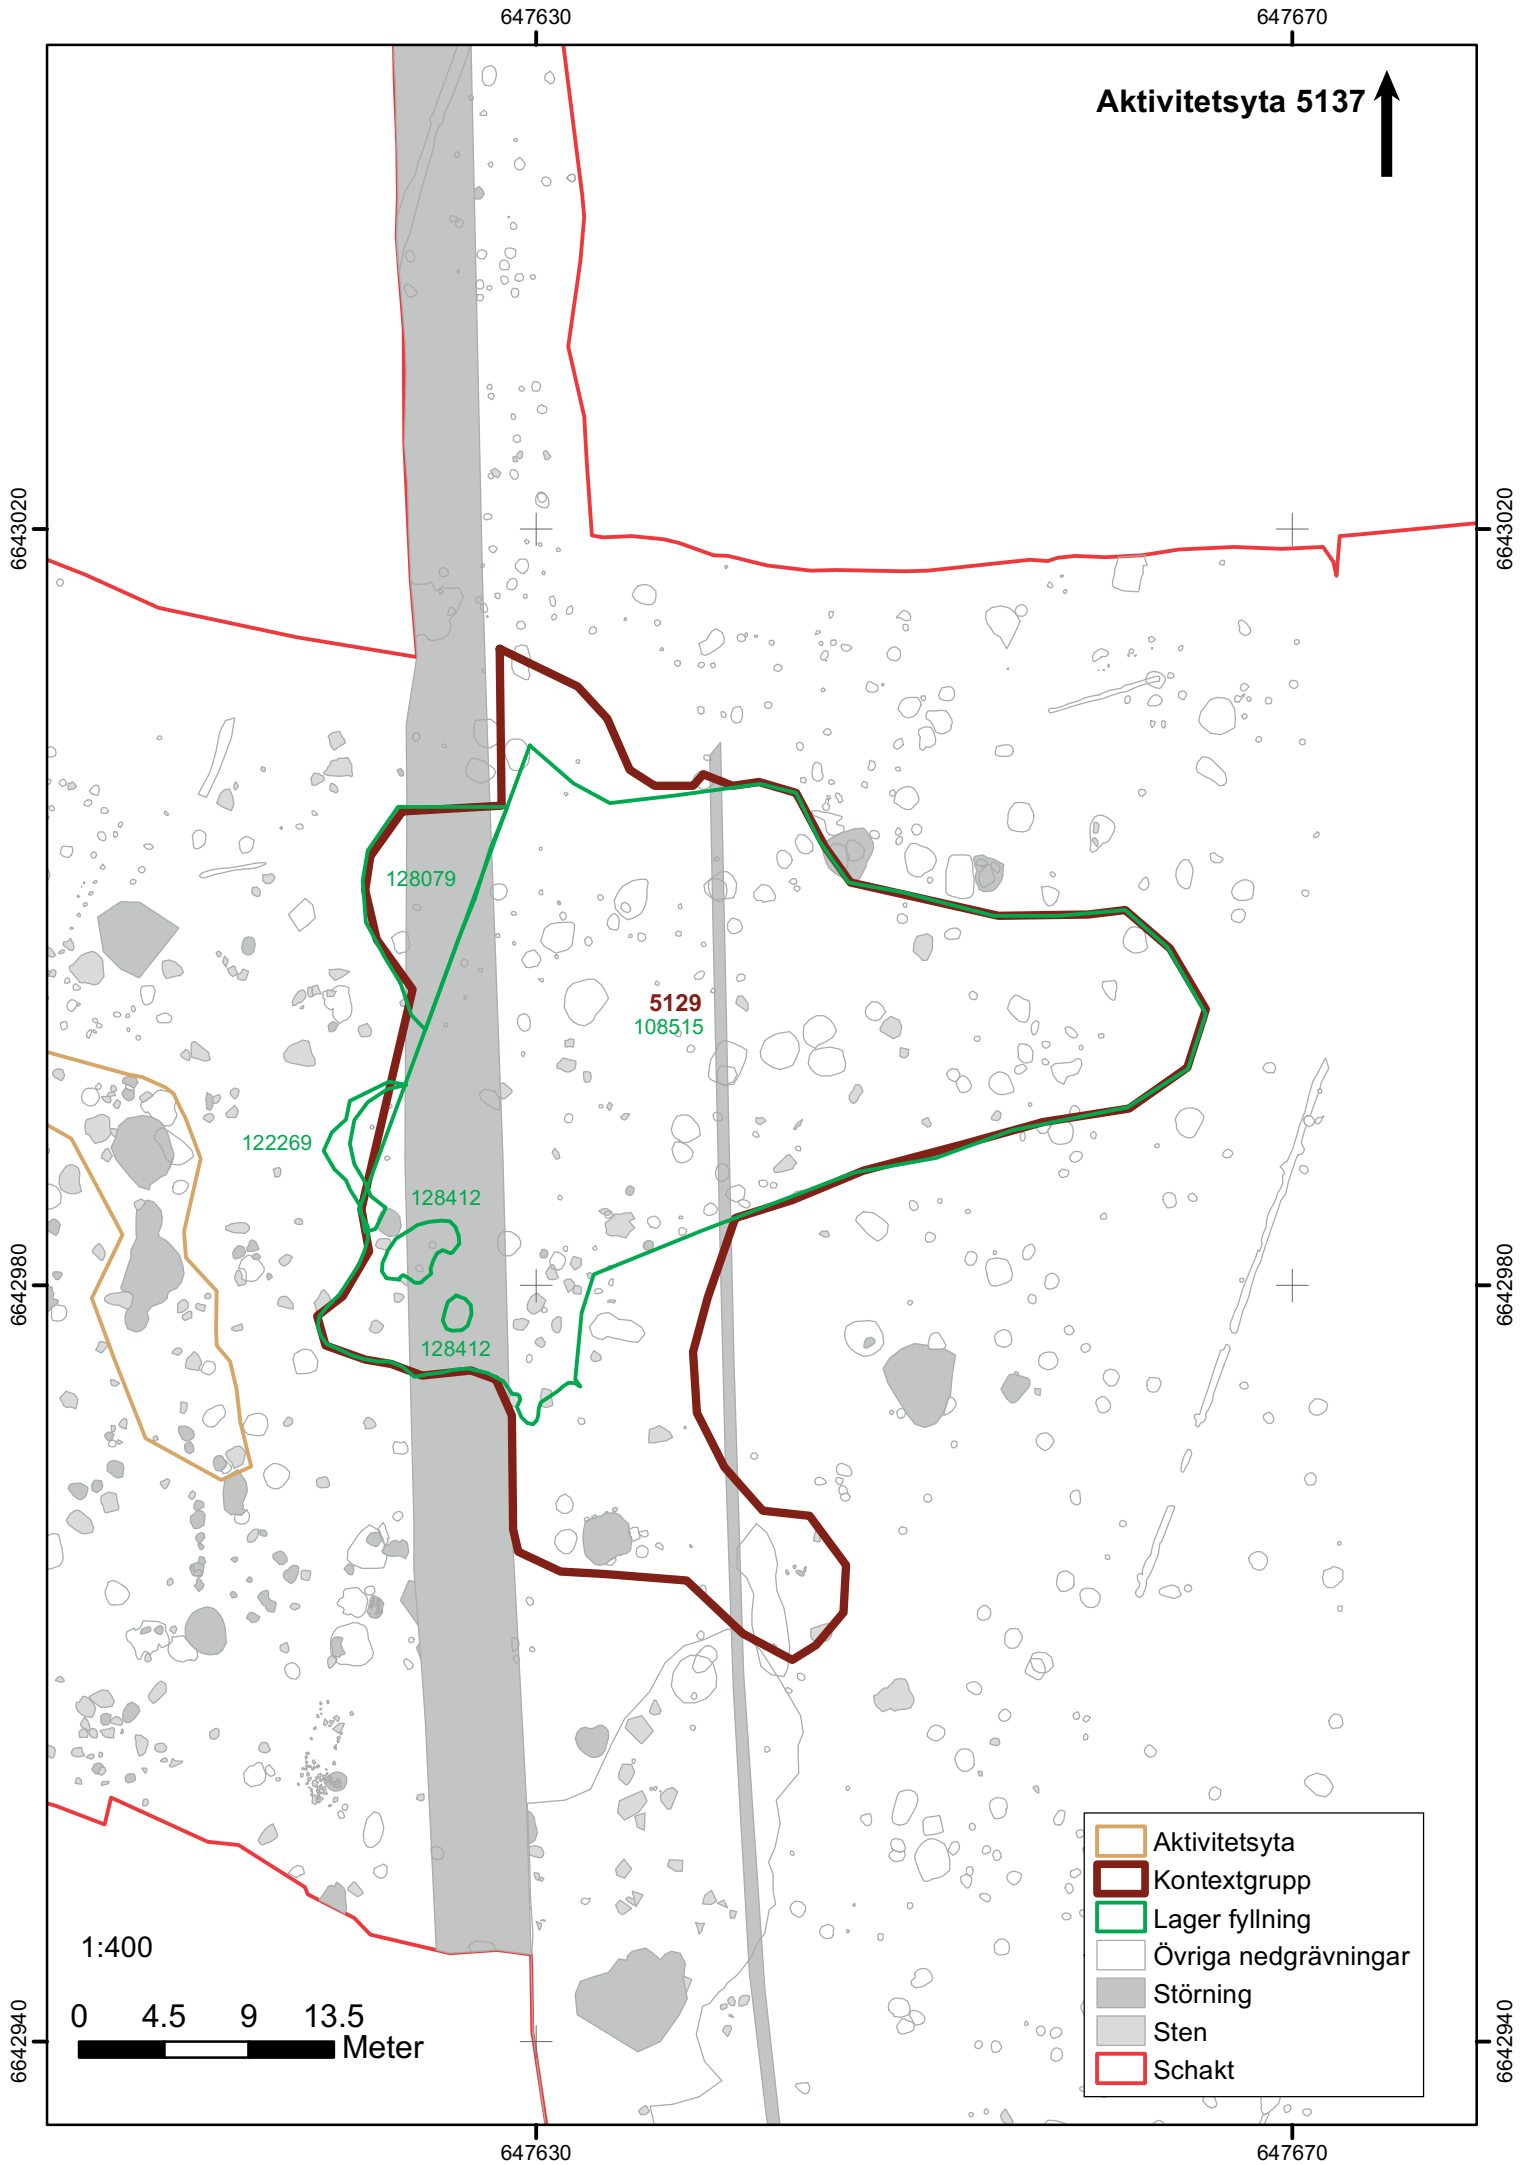 647630
647670
Aktivitetsyta 5137
6643020
6643020
128079
5129
108515
122269
128412
6642980
6642980
128412
Aktivitetsyta
Kontextgrupp
Lager fyllning
Övriga nedgrävningar
Störning
Sten
Schakt
1:400
0 4.5 9 13.5
Meter
6642940
6642940
647630
647670